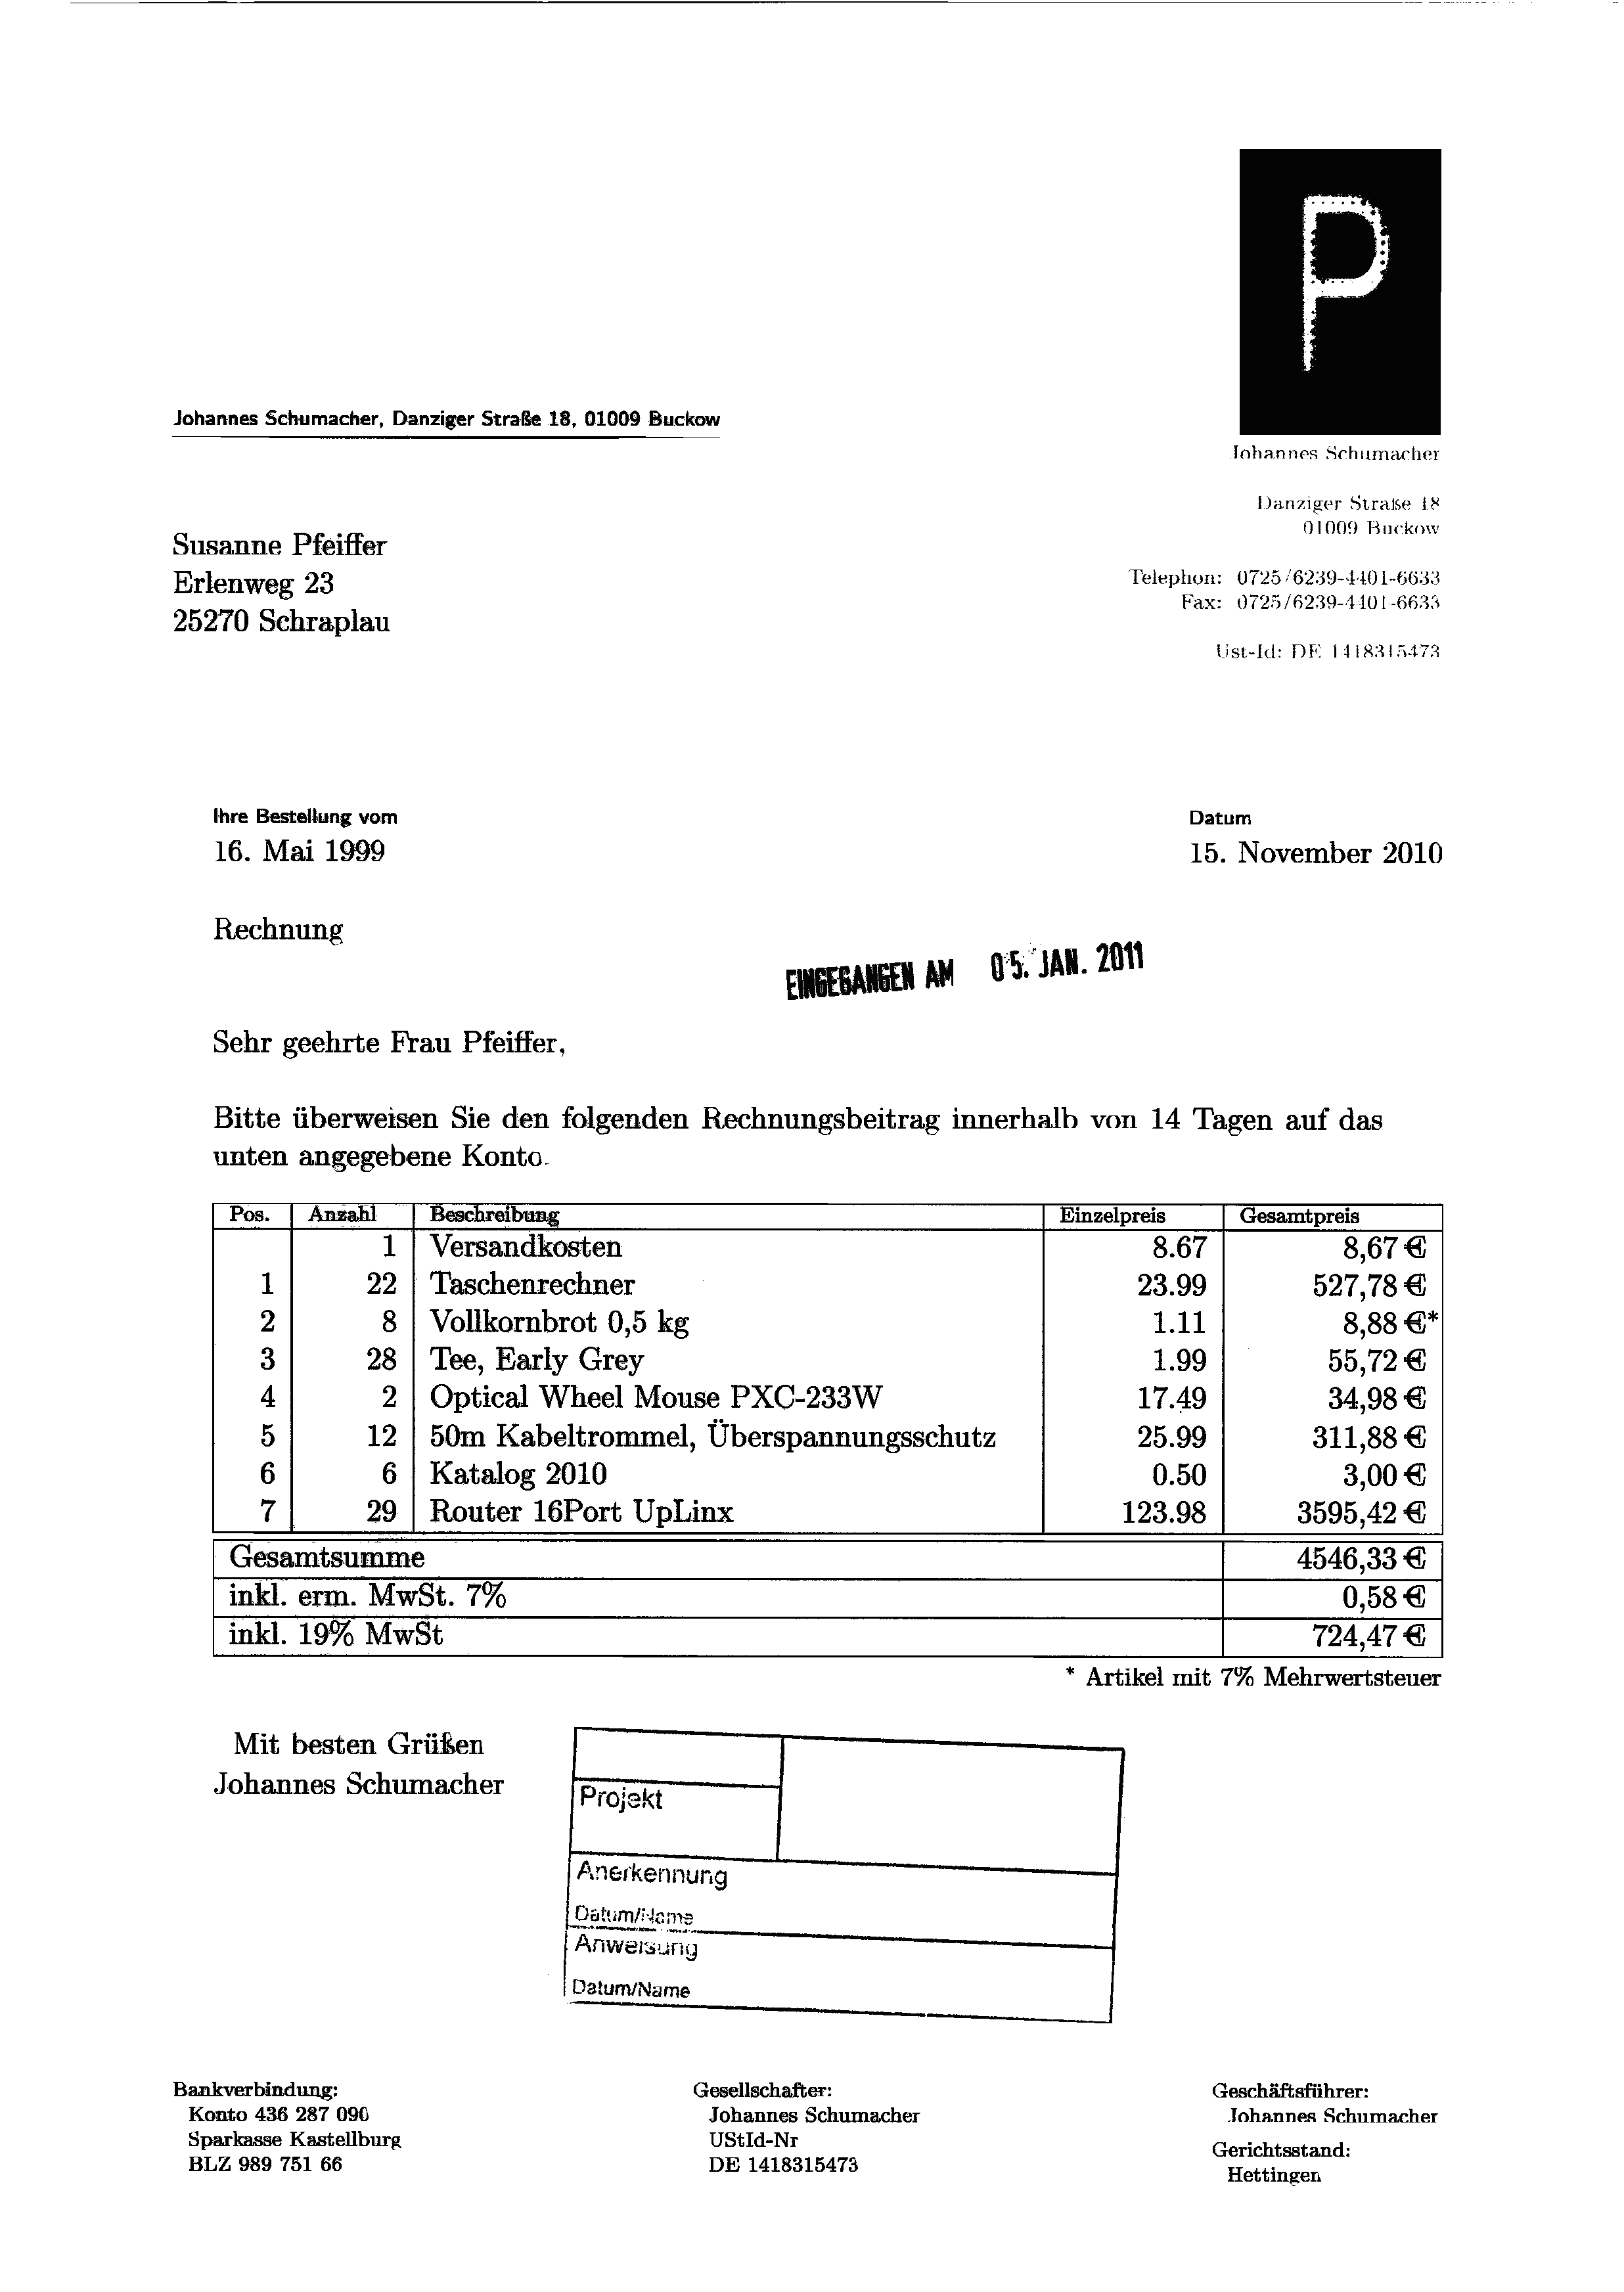 P
Johannes Schumacher, Danziger Straße 18, 01009 Buckow
Johannes Schumacher
Danziger Straße 18
01009 Buckow
Susanne Pfeiffer
Erlenweg 23
25270 Schraplau
Telephon: 0725/6239-4401-6633
Fax: 0725/6239-4401-6633
Ust-Id: DE 1418315473
Ihre Bestellung vom
16. Mai 1999
Datum
15. November 2010
Rechnung
EINGEGANGEN AM 05. JAN. 2011
Sehr geehrte Frau Pfeiffer,
Bitte überweisen Sie den folgenden Rechnungsbeitrag innerhalb von 14 Tagen auf das
unten angegebene Konto.
Pos. Anzahl Beschreibung Einzelpreis Gesamtpreis
1 Versandkosten 8.67 8,67 €
1 22 Taschenrechner 23.99 527,78 €
2 8 Vollkornbrot 0,5 kg 1.11 8,88 €*
3 28 Tee, Early Grey 1.99 55,72 €
4 2 Optical Wheel Mouse PXC-233W 17.49 34,98 €
5 12 50m Kabeltrommel, Überspannungsschutz 25.99 311,88 €
6 6 Katalog 2010 0.50 3,00 €
7 29 Router 16Port UpLinx 123.98 3595,42 €
Gesamtsumme 4546,33 €
inkl. erm. MwSt. 7% 0,58 €
inkl. 19% MwSt 724,47 €
* Artikel mit 7% Mehrwertsteuer
Mit besten Grüßen
Johannes Schumacher
Projekt
Anerkennung
Datum/Name
Anweisung
Datum/Name
Bankverbindung:
Konto 436 287 090
Sparkasse Kastellburg
BLZ 989 751 66
Gesellschafter:
Johannes Schumacher
UStId-Nr
DE 1418315473
Geschäftsführer:
Johannes Schumacher
Gerichtsstand:
Hettingen